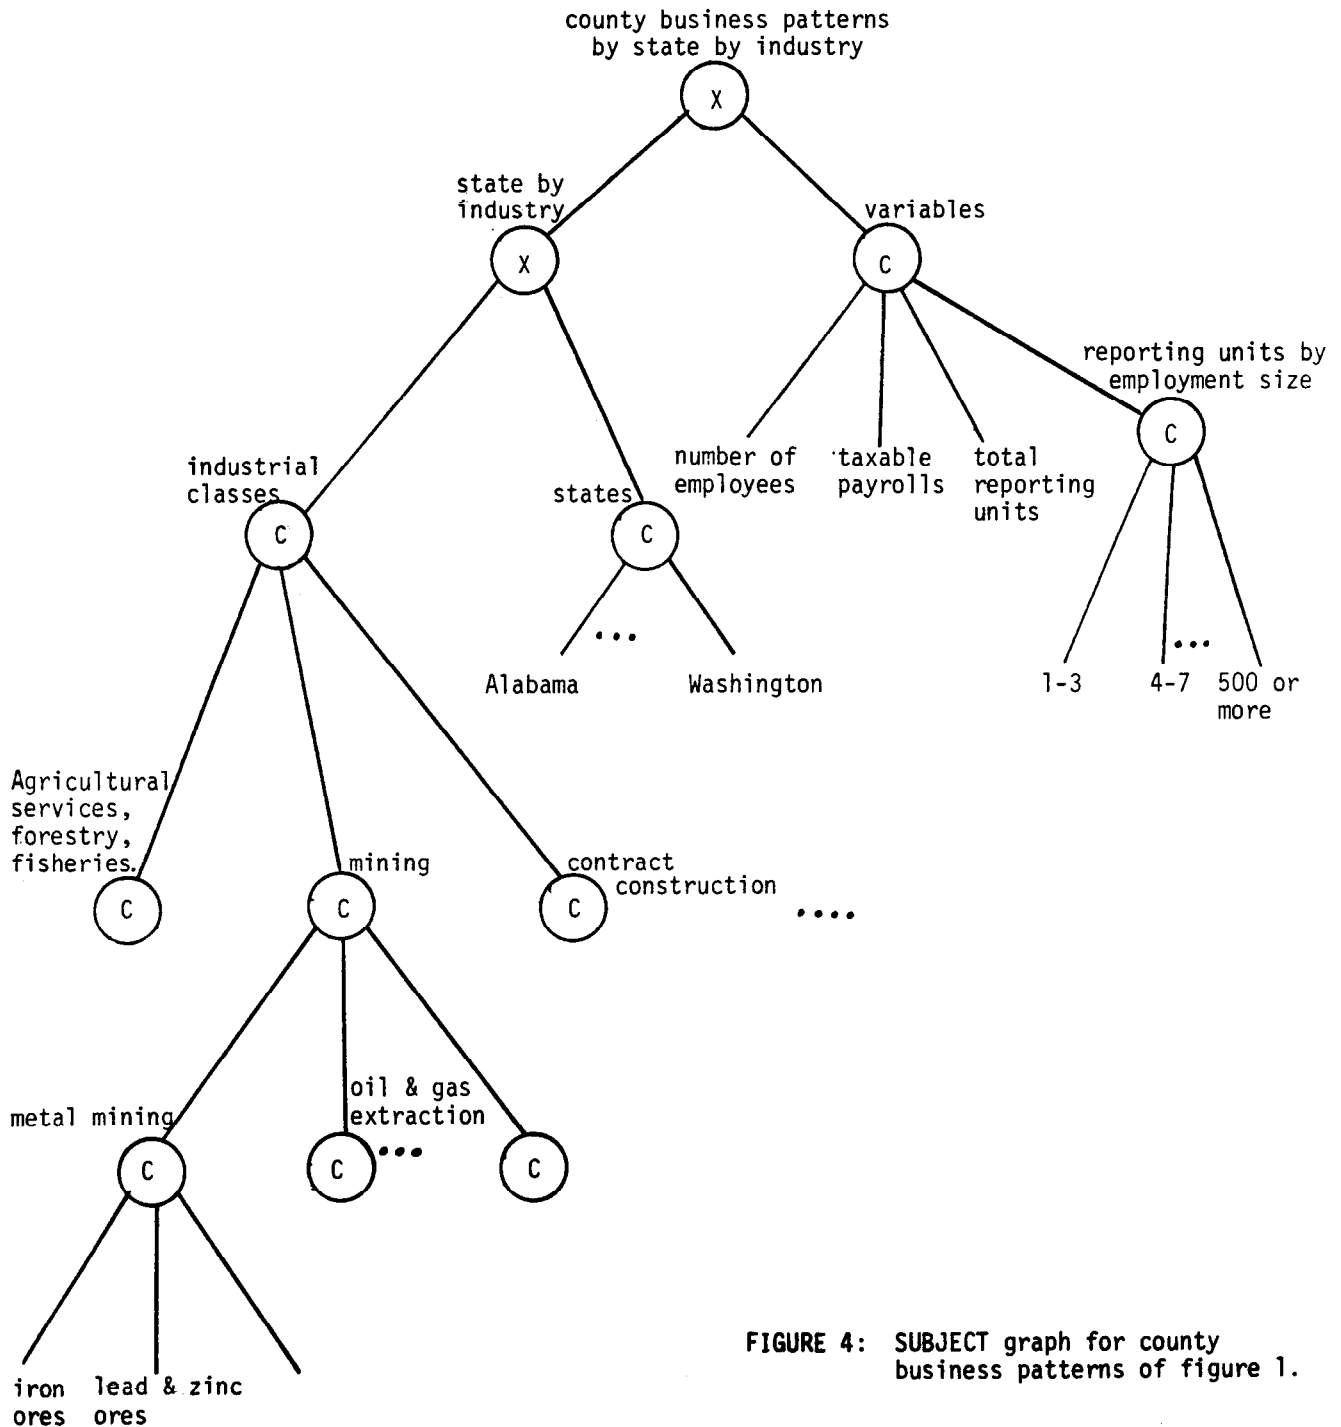 county business patterns
by state by industry
X
state by
industry
variables
X
C
reporting units by
employment size
C
number of
employees
taxable
payrolls
total
reporting
units
industrial
classes
states
C
C
...
...
Alabama
Washington
1-3
4-7
500 or
more
Agricultural
services,
forestry,
fisheries.
mining
contract
construction
C
C
C
....
oil & gas
extraction
metal mining
...
C
C
C
FIGURE 4: SUBJECT graph for county
business patterns of figure 1.
iron
ores
lead & zinc
ores